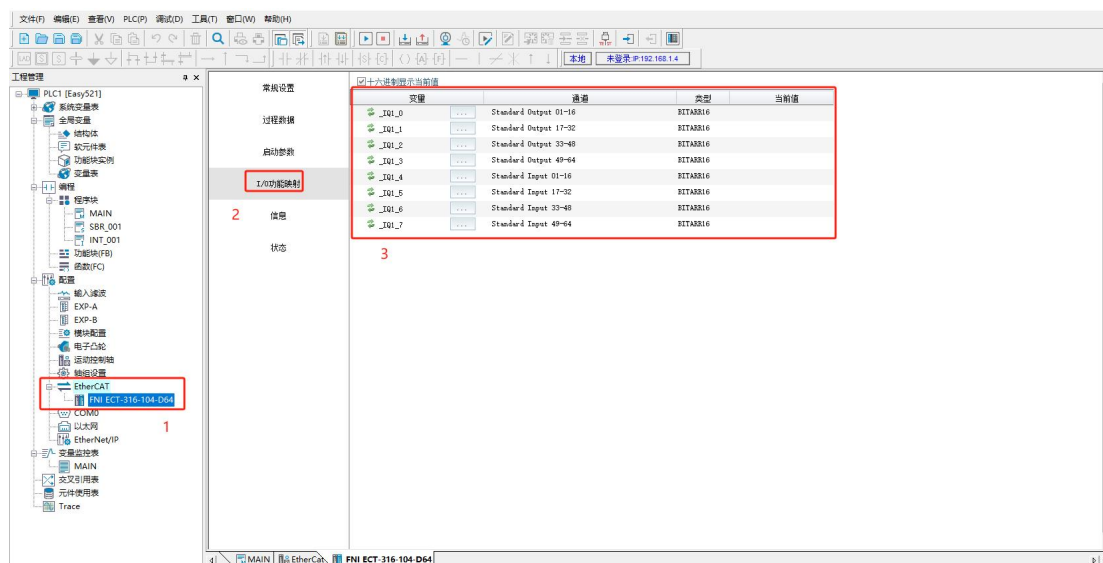 文件(F) 编辑(E) 查看(V) PLC(P) 调试(D) 工具(T) 窗口(W) 帮助(H)
本地 未登录:IP:192.168.1.4
工程管理
PLC1 [Easy521]
系统变量表
全局变量
结构体
软元件表
功能块实例
变量表
编程
程序块
MAIN
SBR_001
INT_001
功能块(FB)
函数(FC)
配置
输入滤波
EXP-A
EXP-B
模块配置
电子凸轮
运动控制轴
轴组设置
EtherCAT
FNI ECT-316-104-D64
COM0
以太网
EtherNet/IP
变量监控表
MAIN
交叉引用表
元件使用表
Trace
1
常规设置
过程数据
启动参数
I/O功能映射
2
信息
状态
十六进制显示当前值
变量 通道 类型 当前值
_IQ1_0 ... Standard Output 01-16 BITARR16
_IQ1_1 ... Standard Output 17-32 BITARR16
_IQ1_2 ... Standard Output 33-48 BITARR16
_IQ1_3 ... Standard Output 49-64 BITARR16
_IQ1_4 ... Standard Input 01-16 BITARR16
_IQ1_5 ... Standard Input 17-32 BITARR16
_IQ1_6 ... Standard Input 33-48 BITARR16
_IQ1_7 ... Standard Input 49-64 BITARR16
3
MAIN EtherCat FNI ECT-316-104-D64